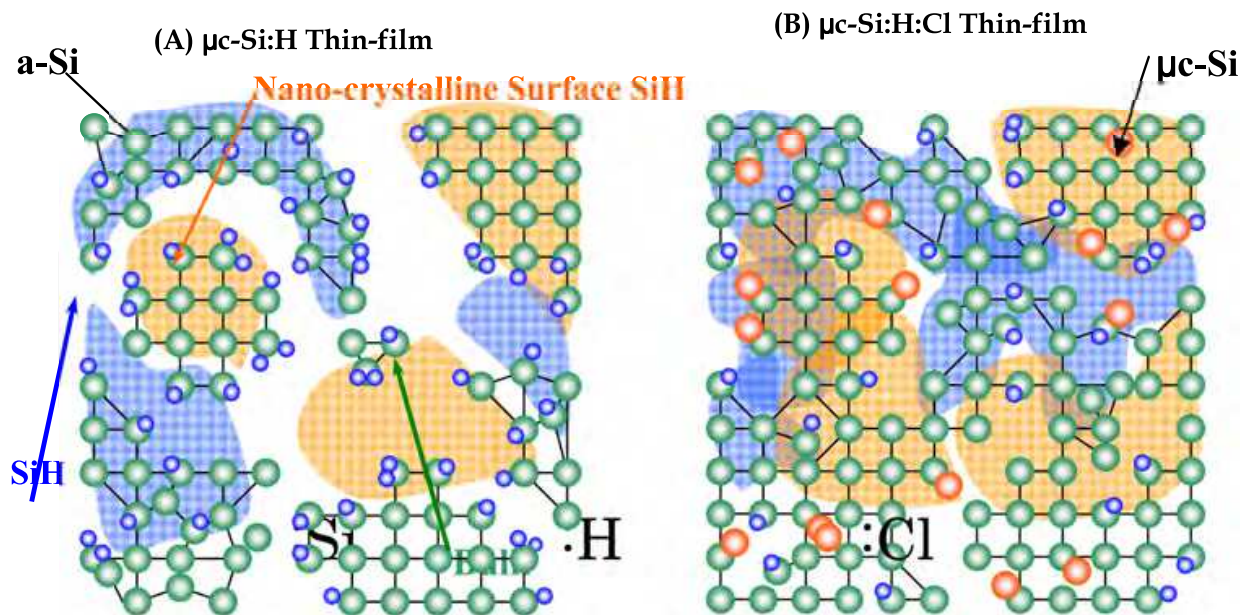 (A) μc-Si:H Thin-film
(B) μc-Si:H:Cl Thin-film
a-Si
μc-Si
Nano-crystalline Surface SiH
SiH
Si
·H
:Cl